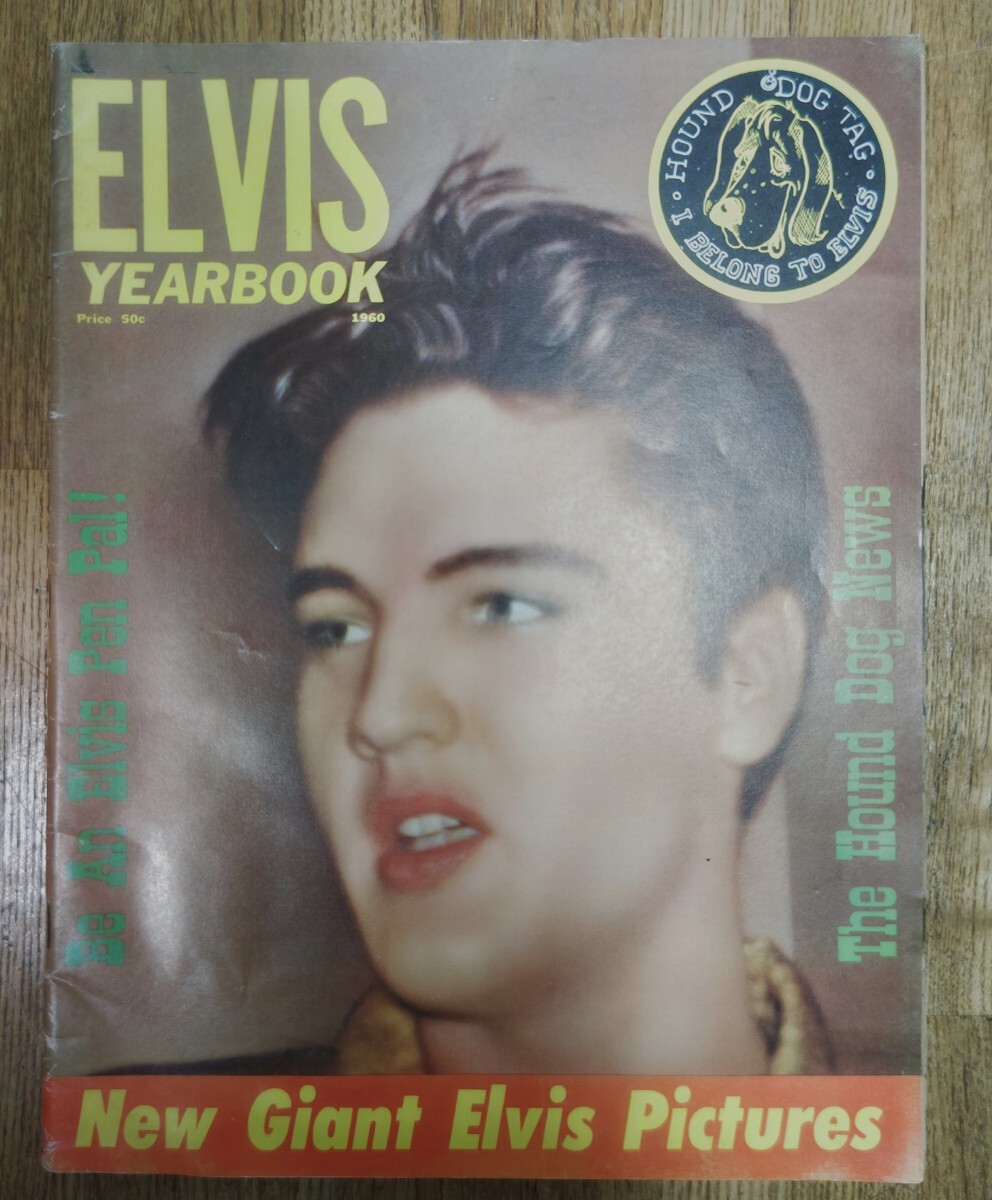 ELVIS
YEARBOOK
Price 50c 1960
· HOUND DOG TAG ·
I BELONG TO ELVIS
Be An Elvis Pen Pal!
The Hound Dog News
New Giant Elvis Pictures